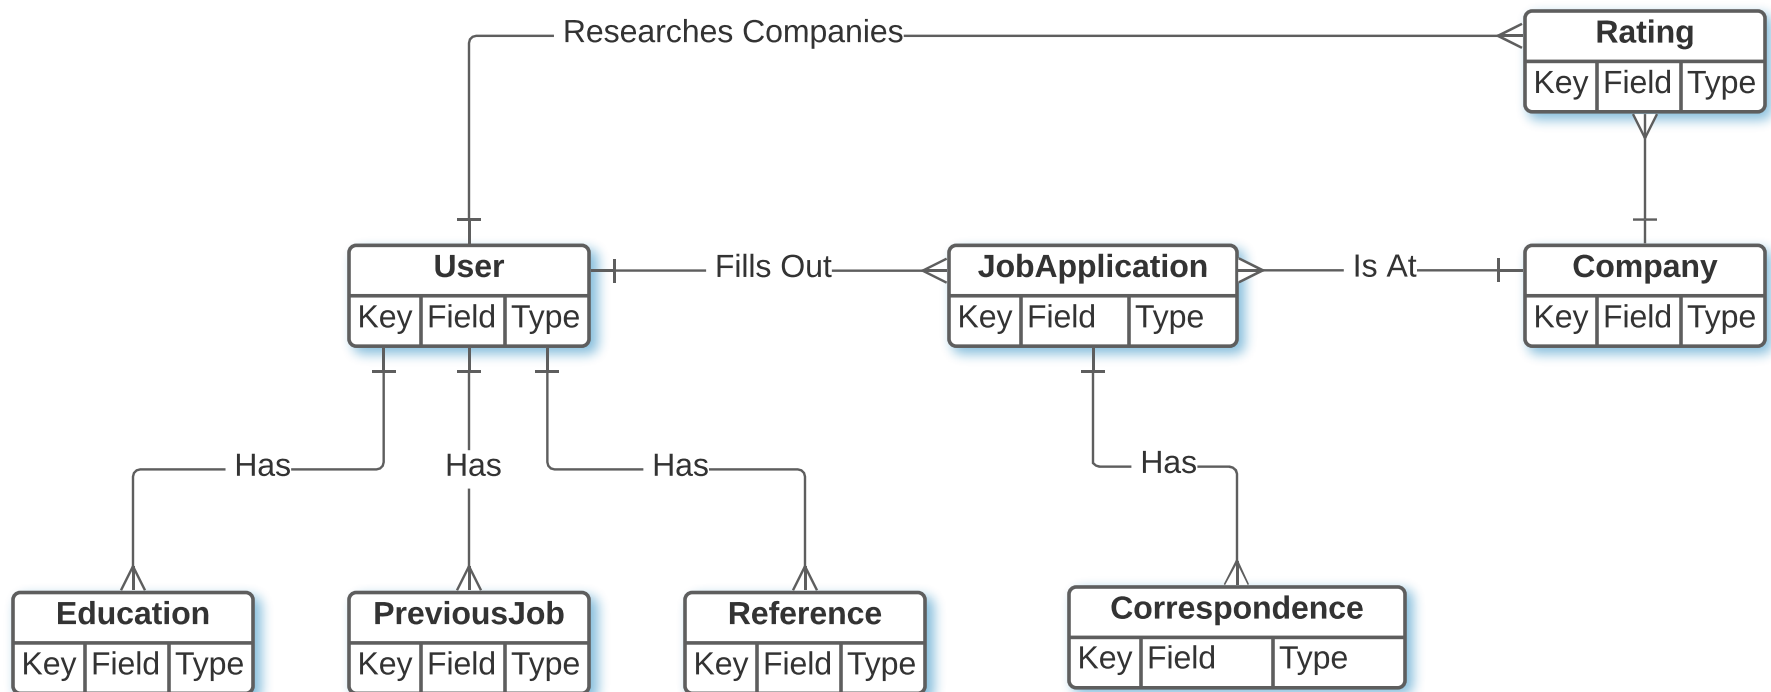 Researches Companies
Rating
Key Field Type
User
Key Field Type
Fills Out
JobApplication
Key Field Type
Is At
Company
Key Field Type
Has
Has
Has
Has
Education
Key Field Type
PreviousJob
Key Field Type
Reference
Key Field Type
Correspondence
Key Field Type